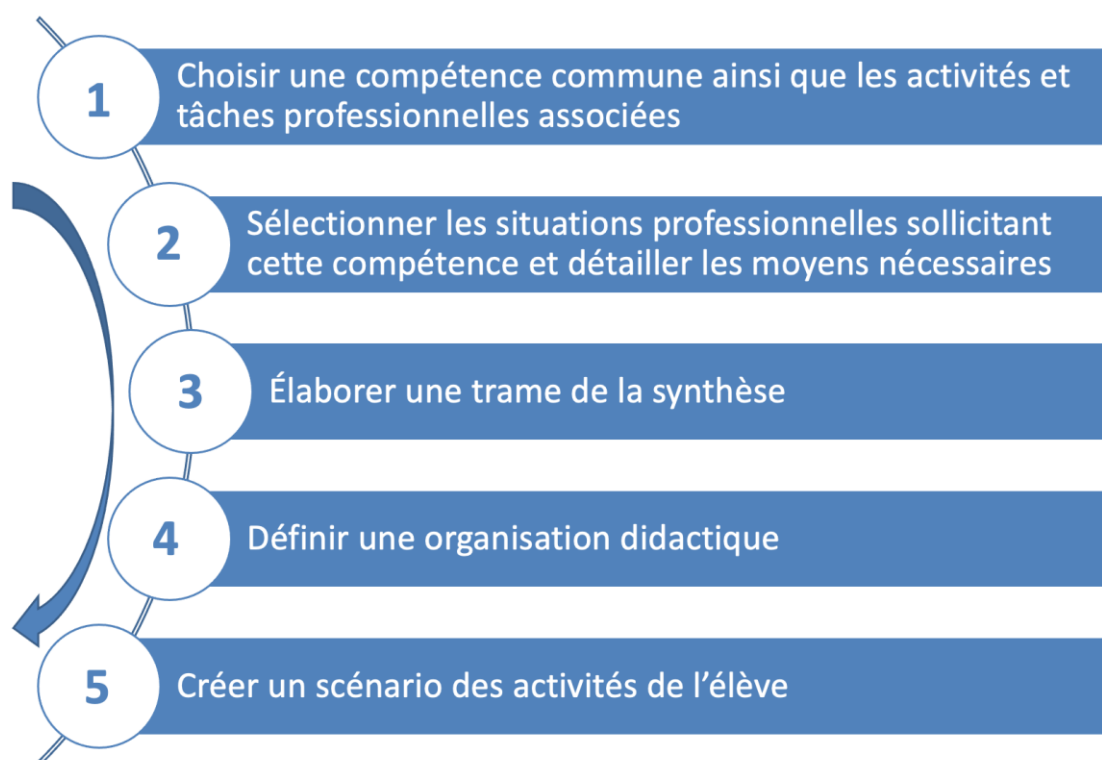 1
Choisir une compétence commune ainsi que les activités et
tâches professionnelles associées
2
Sélectionner les situations professionnelles sollicitant
cette compétence et détailler les moyens nécessaires
3
Élaborer une trame de la synthèse
4
Définir une organisation didactique
5
Créer un scénario des activités de l’élève